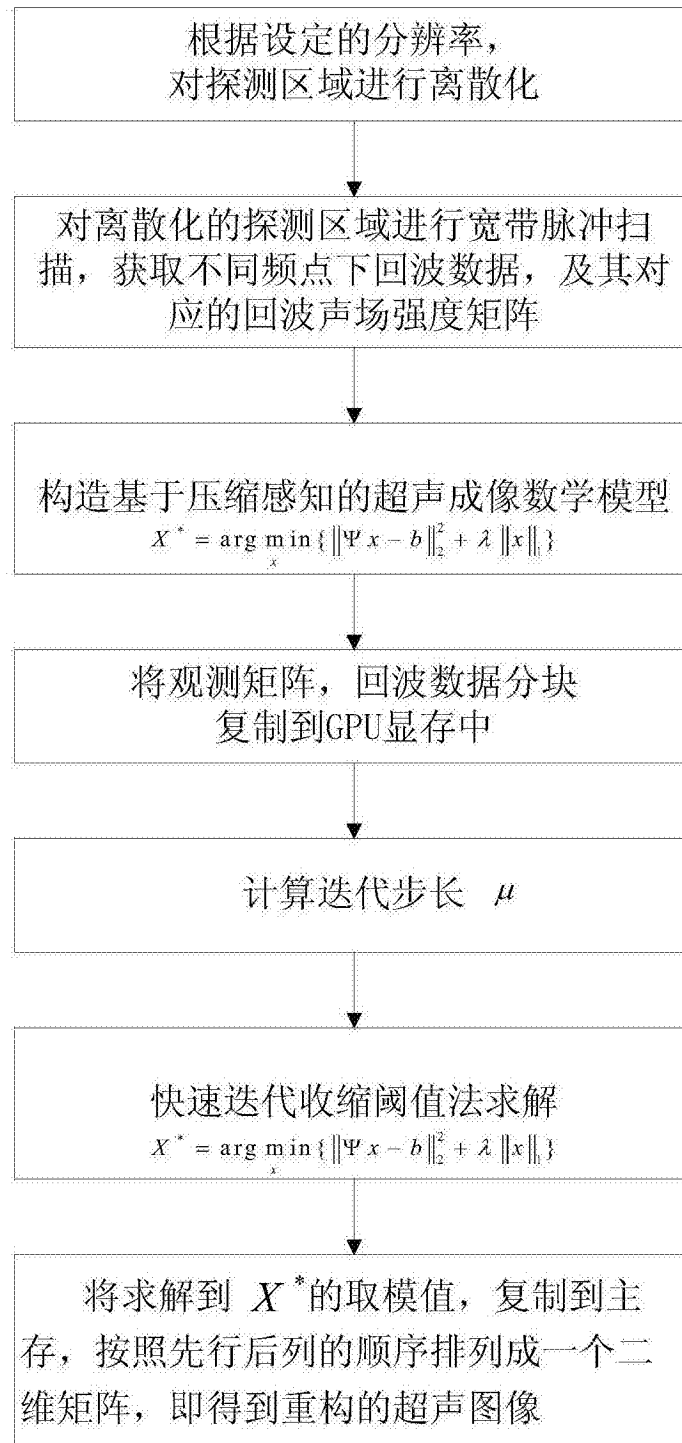 根据设定的分辨率，
对探测区域进行离散化
对离散化的探测区域进行宽带脉冲扫
描，获取不同频点下回波数据，及其对
应的回波声场强度矩阵
构造基于压缩感知的超声成像数学模型
X* = arg min_x {‖Ψx − b‖₂² + λ‖x‖₁}
将观测矩阵，回波数据分块
复制到GPU显存中
计算迭代步长 μ
快速迭代收缩阈值法求解
X* = arg min_x {‖Ψx − b‖₂² + λ‖x‖₁}
将求解到 X*的取模值，复制到主
存，按照先行后列的顺序排列成一个二
维矩阵，即得到重构的超声图像